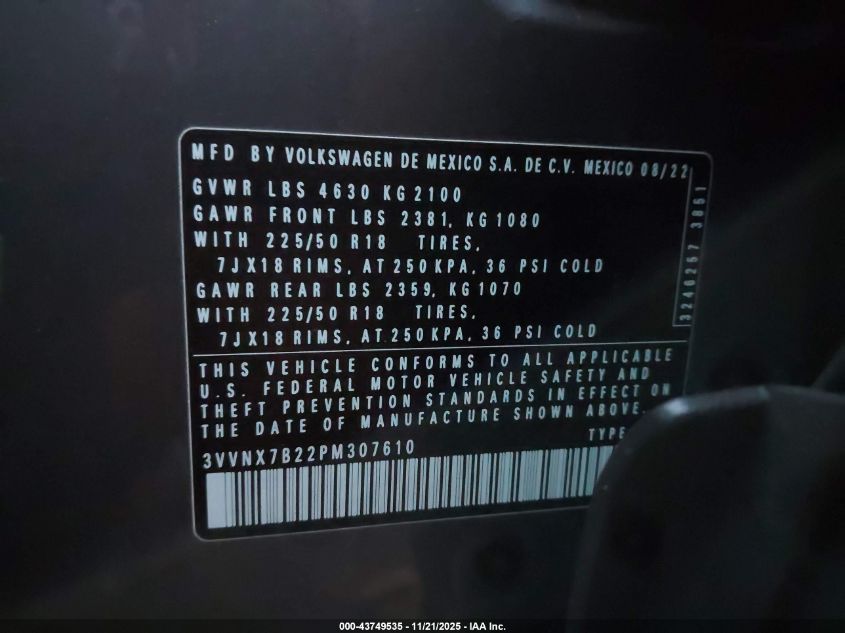 MFD BY VOLKSWAGEN DE MEXICO S.A. DE C.V. MEXICO 08/22
GVWR LBS 4630 KG 2100
GAWR FRONT LBS 2381, KG 1080
WITH 225/50 R18 TIRES,
7JX18 RIMS, AT 250 KPA, 36 PSI COLD
GAWR REAR LBS 2359, KG 1070
WITH 225/50 R18 TIRES,
7JX18 RIMS, AT 250 KPA, 36 PSI COLD
3246257 3851
THIS VEHICLE CONFORMS TO ALL APPLICABLE
U.S. FEDERAL MOTOR VEHICLE SAFETY AND
THEFT PREVENTION STANDARDS IN EFFECT ON
THE DATE OF MANUFACTURE SHOWN ABOVE.
TYPE
3VVNX7B22PM307610
000-43749535 - 11/21/2025 - IAA Inc.